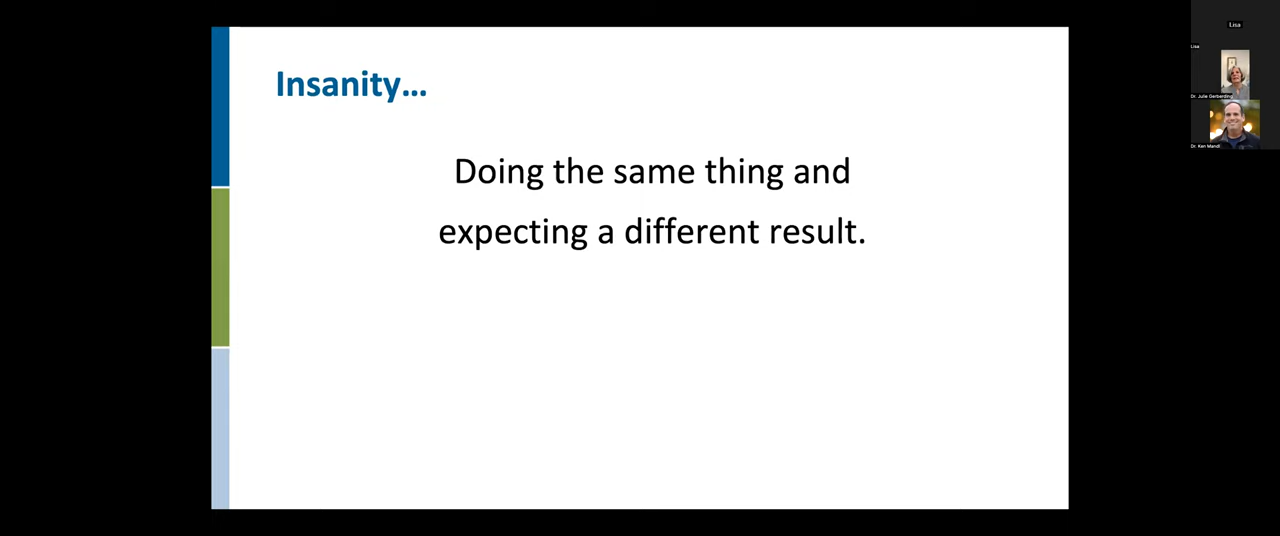 Insanity...
Doing the same thing and
expecting a different result.
Lisa
Lisa
Dr. Julie Gerberding
Dr. Ken Mandl